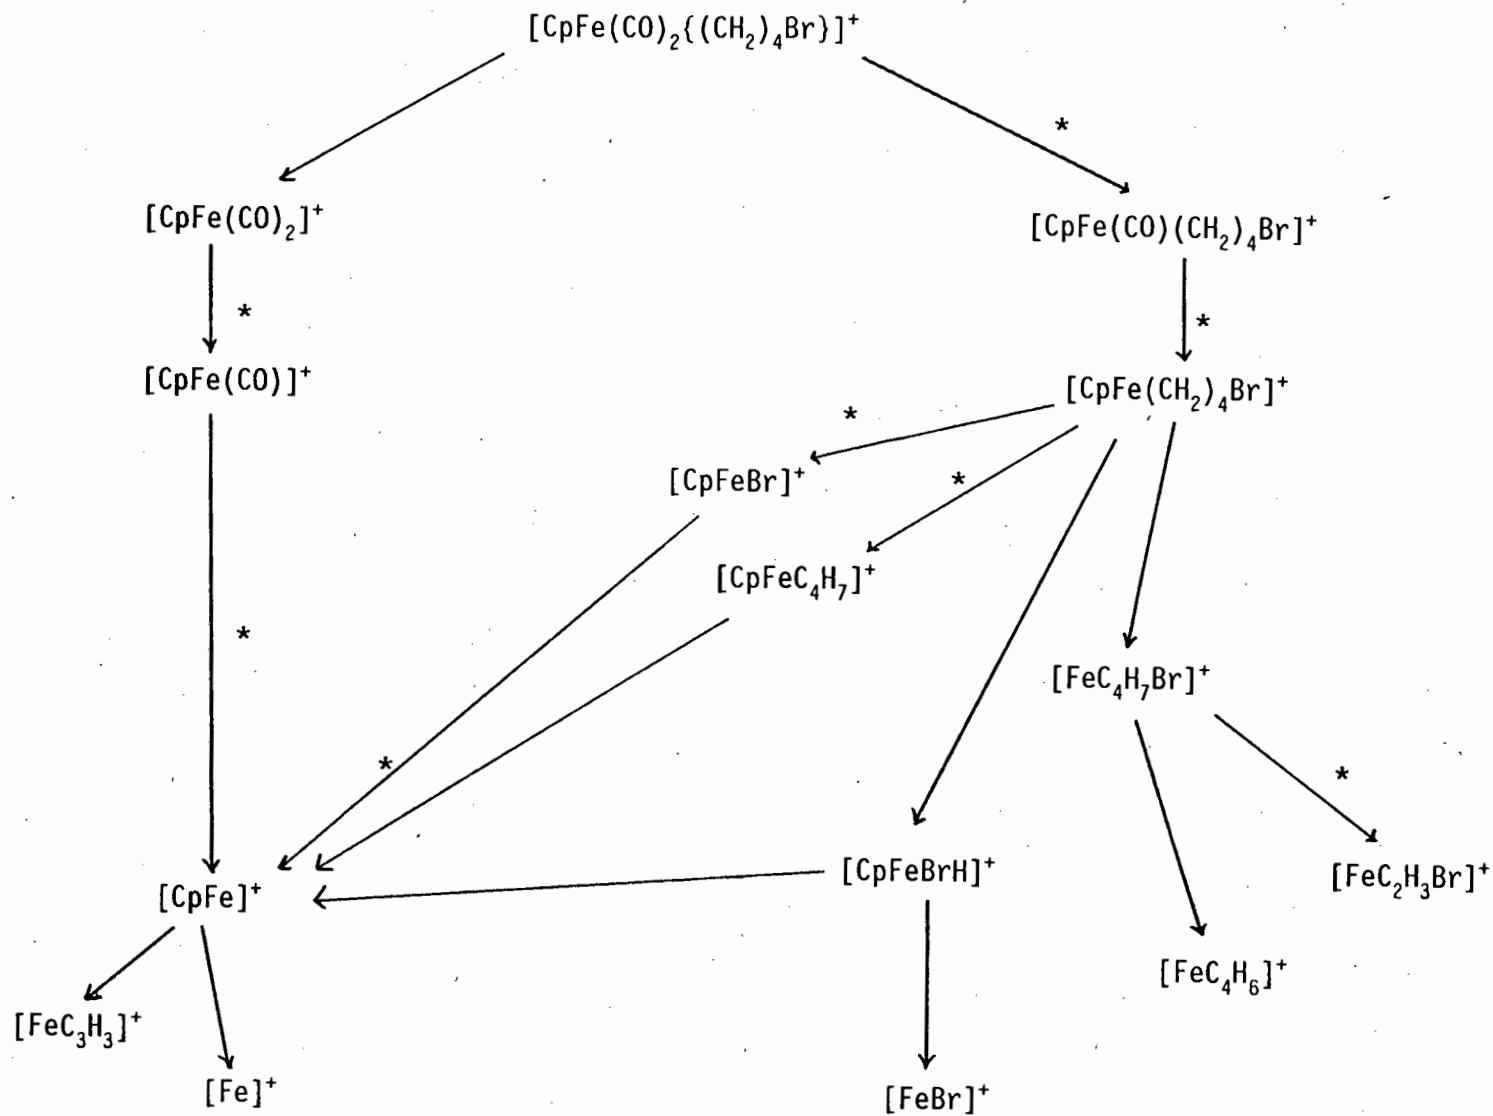 [CpFe(CO)₂{(CH₂)₄Br}]⁺
*
[CpFe(CO)₂]⁺
[CpFe(CO)(CH₂)₄Br]⁺
*
*
[CpFe(CO)]⁺
[CpFe(CH₂)₄Br]⁺
*
[CpFeBr]⁺
*
[CpFeC₄H₇]⁺
*
[FeC₄H₇Br]⁺
*
*
[CpFeBrH]⁺
[FeC₂H₃Br]⁺
[CpFe]⁺
[FeC₄H₆]⁺
[FeC₃H₃]⁺
[Fe]⁺
[FeBr]⁺